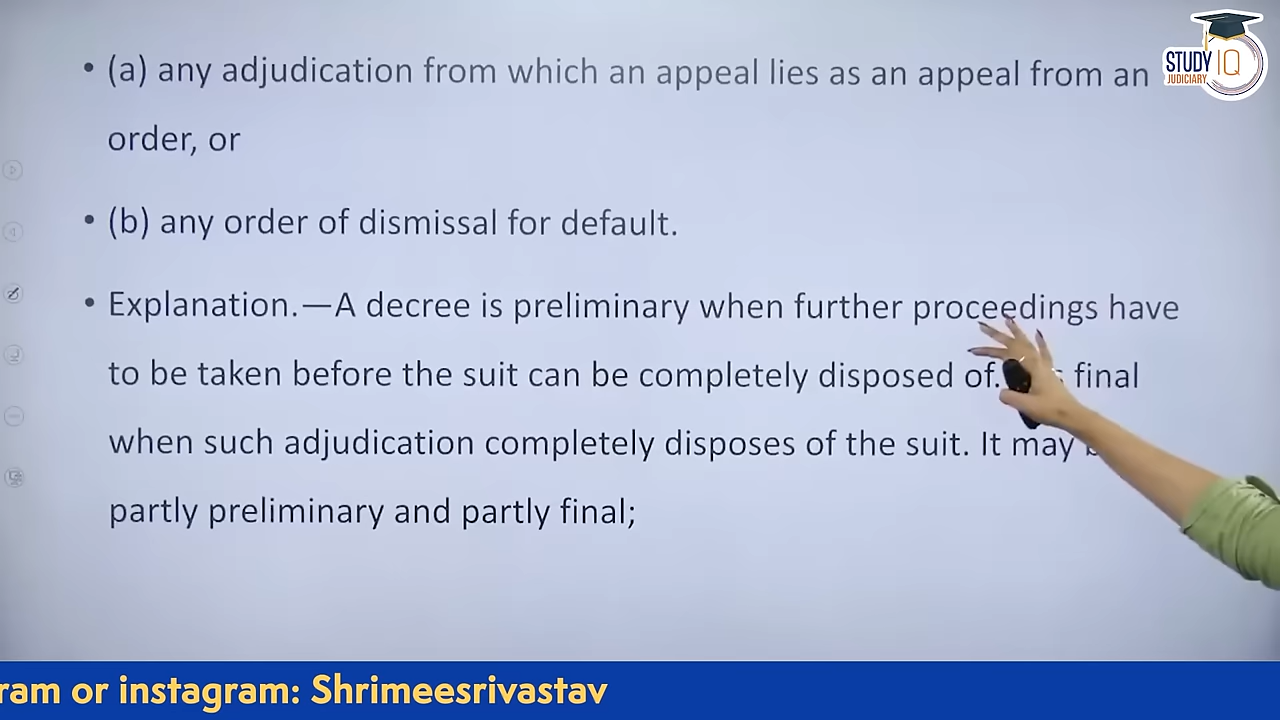 • (a) any adjudication from which an appeal lies as an appeal from an
order, or
• (b) any order of dismissal for default.
• Explanation.—A decree is preliminary when further proceedings have
to be taken before the suit can be completely disposed of. final
when such adjudication completely disposes of the suit. It may
partly preliminary and partly final;
STUDY IQ
JUDICIARY
ram or instagram: Shrimeesrivastav